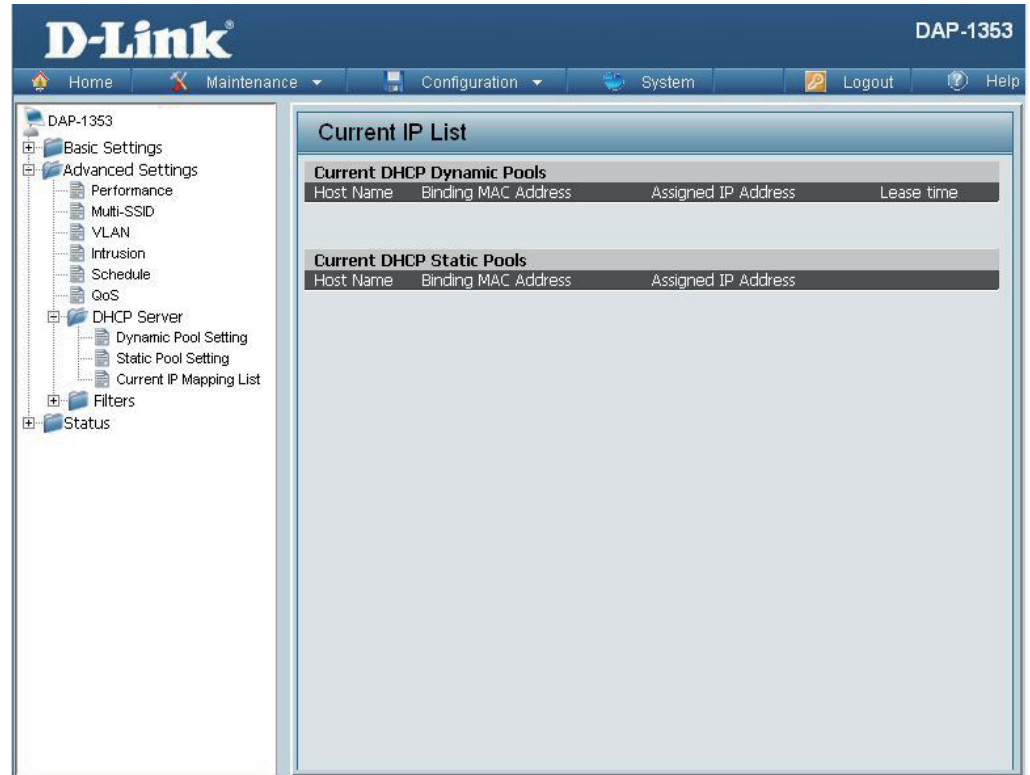 D-Link®
DAP-1353
Home Maintenance Configuration System Logout Help
DAP-1353
Basic Settings
Advanced Settings
Performance
Multi-SSID
VLAN
Intrusion
Schedule
QoS
DHCP Server
Dynamic Pool Setting
Static Pool Setting
Current IP Mapping List
Filters
Status
Current IP List
Current DHCP Dynamic Pools
Host Name Binding MAC Address Assigned IP Address Lease time
Current DHCP Static Pools
Host Name Binding MAC Address Assigned IP Address